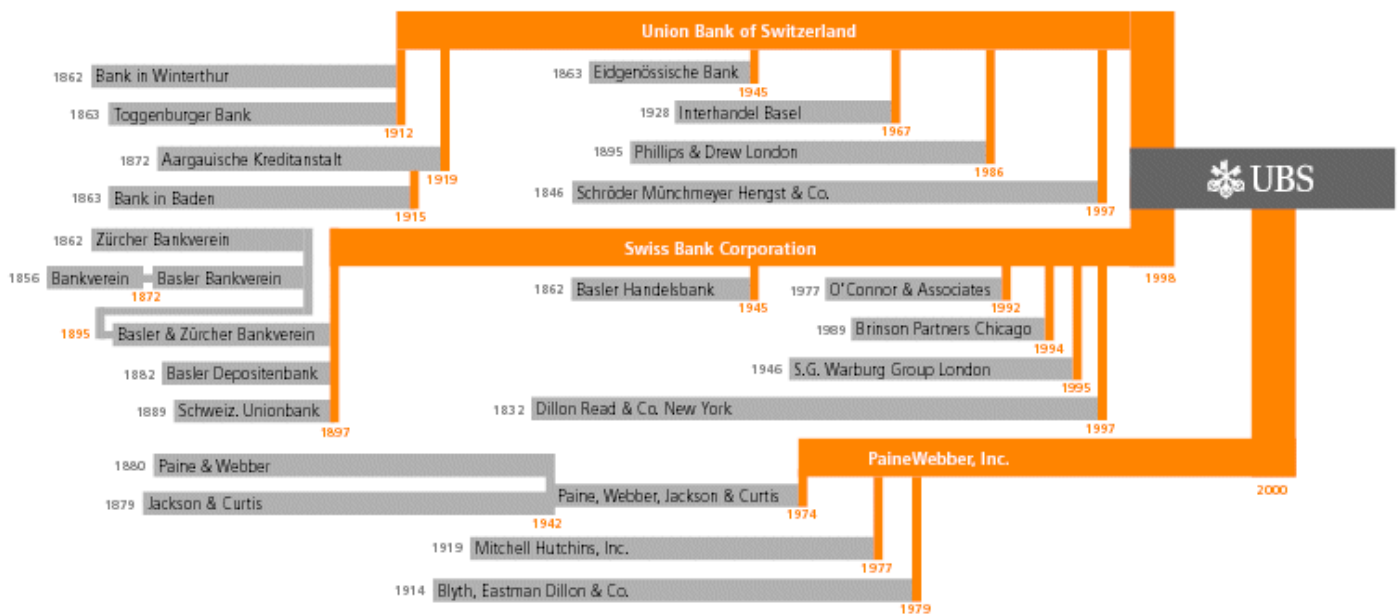 Union Bank of Switzerland
1862 Bank in Winterthur
1863 Toggenburger Bank
1912
1872 Aargauische Kreditanstalt
1919
1863 Bank in Baden
1915
1863 Eidgenössische Bank
1945
1928 Interhandel Basel
1967
1895 Phillips & Drew London
1986
1846 Schröder Münchmeyer Hengst & Co.
1997
UBS
1862 Zürcher Bankverein
1856 Bankverein
1872
Basler Bankverein
1895
Basler & Zürcher Bankverein
1882 Basler Depositenbank
1889 Schweiz. Unionbank
1897
Swiss Bank Corporation
1998
1862 Basler Handelsbank
1945
1977 O'Connor & Associates
1992
1989 Brinson Partners Chicago
1994
1946 S.G. Warburg Group London
1995
1832 Dillon Read & Co. New York
1997
PaineWebber, Inc.
2000
1880 Paine & Webber
1879 Jackson & Curtis
1942
Paine, Webber, Jackson & Curtis
1974
1919 Mitchell Hutchins, Inc.
1977
1914 Blyth, Eastman Dillon & Co.
1979